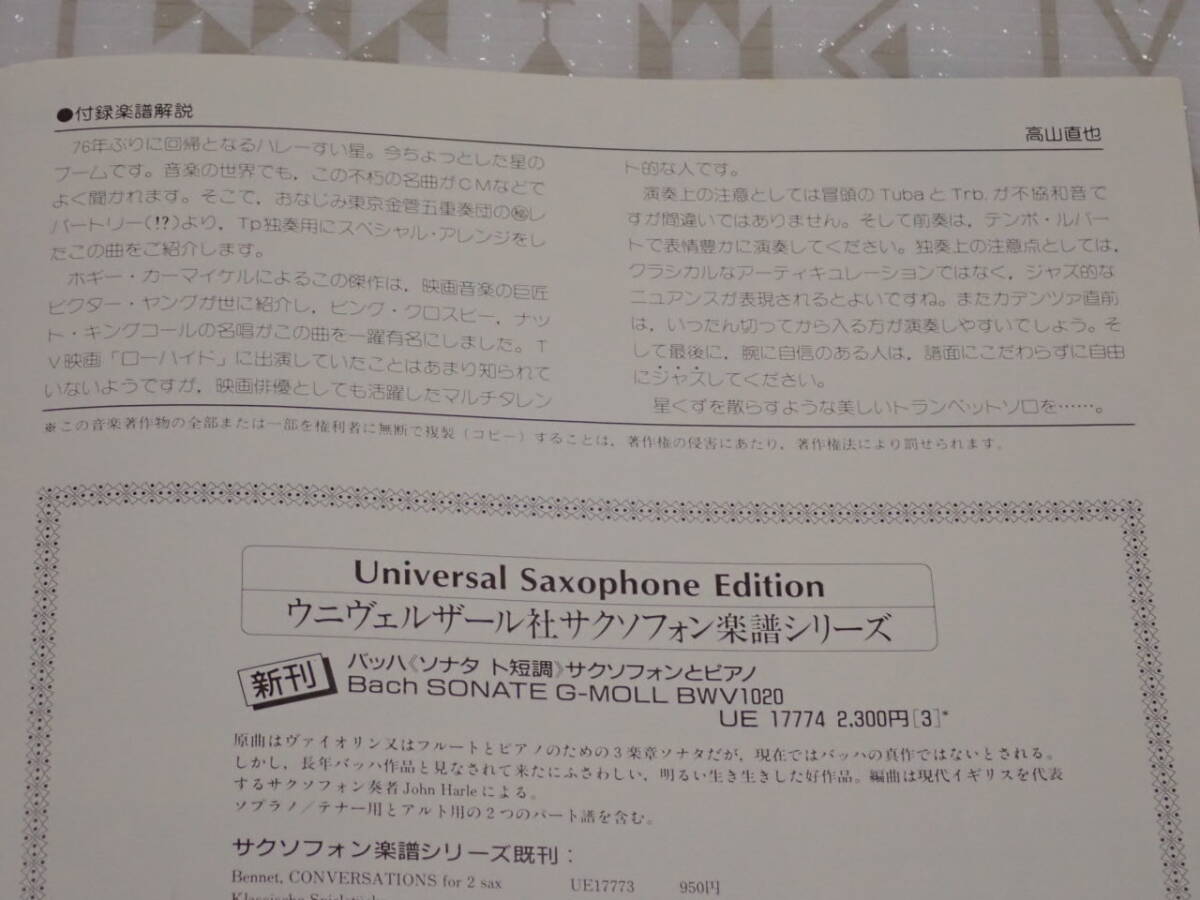 ●付録楽譜解説
高山直也
76年ぶりに回帰となるハレーすい星。今ちょっとした星の
ブームです。音楽の世界でも，この不朽の名曲がCMなどで
よく聞かれます。そこで，おなじみ東京金管五重奏団の㊙レ
パートリー(!?)より，Tp独奏用にスペシャル・アレンジをし
たこの曲をご紹介します。
ホギー・カーマイケルによるこの傑作は，映画音楽の巨匠
ビクター・ヤングが世に紹介し，ビング・クロスビー，ナッ
ト・キングコールの名唱がこの曲を一躍有名にしました。T
V映画「ローハイド」に出演していたことはあまり知られて
いないようですが，映画俳優としても活躍したマルチタレン
ト的な人です。
演奏上の注意としては冒頭のTubaとTrb.が不協和音で
すが間違いではありません。そして前奏は，テンポ・ルバー
トで表情豊かに演奏してください。独奏上の注意点としては，
クラシカルなアーティキュレーションではなく，ジャズ的な
ニュアンスが表現されるとよいですね。またカデンツァ直前
は，いったん切ってから入る方が演奏しやすいでしょう。そ
して最後に，腕に自信のある人は，譜面にこだわらずに自由
にジャズしてください。
星くずを散らすような美しいトランペットソロを……。
※この音楽著作物の全部または一部を権利者に無断で複製（コピー）することは，著作権の侵害にあたり，著作権法により罰せられます。
Universal Saxophone Edition
ウニヴェルザール社サクソフォン楽譜シリーズ
新刊
バッハ《ソナタ ト短調》サクソフォンとピアノ
Bach SONATE G-MOLL BWV1020
UE 17774 2.300円[3]*
原曲はヴァイオリン又はフルートとピアノのための3楽章ソナタだが，現在ではバッハの真作ではないとされる。
しかし，長年バッハ作品と見なされて来たにふさわしい，明るい生き生きした好作品。編曲は現代イギリスを代表
するサクソフォン奏者John Harleによる。
ソプラノ／テナー用とアルト用の2つのパート譜を含む。
サクソフォン楽譜シリーズ既刊：
Bennet, CONVERSATIONS for 2 sax UE17773 950円